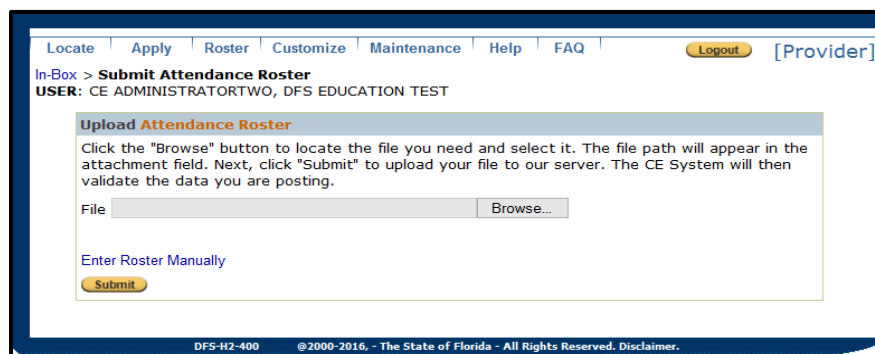 Locate Apply Roster Customize Maintenance Help FAQ Logout [Provider]
In-Box > Submit Attendance Roster
USER: CE ADMINISTRATORTWO, DFS EDUCATION TEST
Upload Attendance Roster
Click the "Browse" button to locate the file you need and select it. The file path will appear in the
attachment field. Next, click "Submit" to upload your file to our server. The CE System will then
validate the data you are posting.
File Browse...
Enter Roster Manually
Submit
DFS-H2-400 @2000-2016, - The State of Florida - All Rights Reserved. Disclaimer.